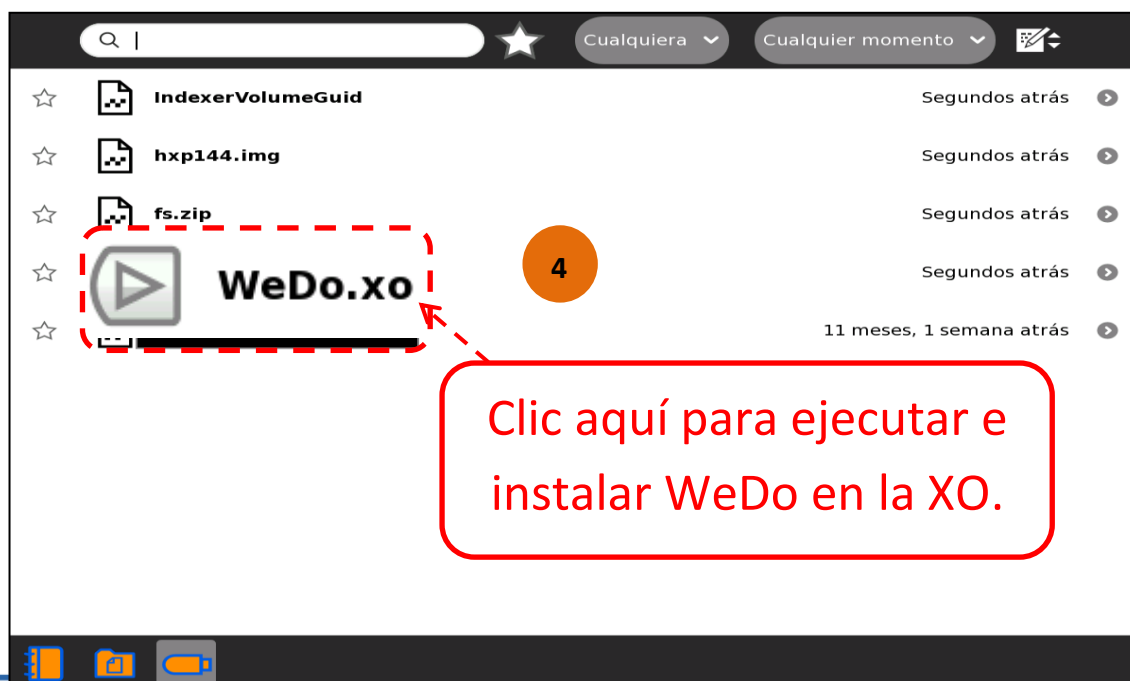 Cualquiera
Cualquier momento
IndexerVolumeGuid Segundos atrás
hxp144.img Segundos atrás
fs.zip Segundos atrás
WeDo.xo
4
Segundos atrás
11 meses, 1 semana atrás
Clic aquí para ejecutar e
instalar WeDo en la XO.